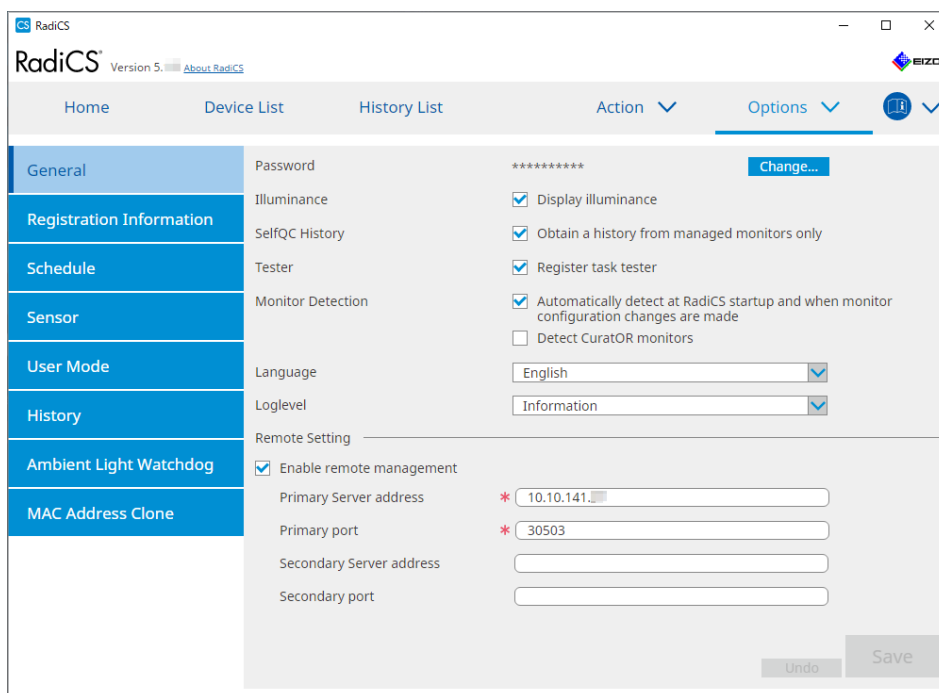 CS RadiCS
RadiCS® Version 5. About RadiCS
EIZO
Home Device List History List Action Options
General
Registration Information
Schedule
Sensor
User Mode
History
Ambient Light Watchdog
MAC Address Clone
Password ********** Change...
Illuminance Display illuminance
SelfQC History Obtain a history from managed monitors only
Tester Register task tester
Monitor Detection Automatically detect at RadiCS startup and when monitor
configuration changes are made
Detect CuratOR monitors
Language English
Loglevel Information
Remote Setting
Enable remote management
Primary Server address * 10.10.141.
Primary port * 30503
Secondary Server address
Secondary port
Undo Save